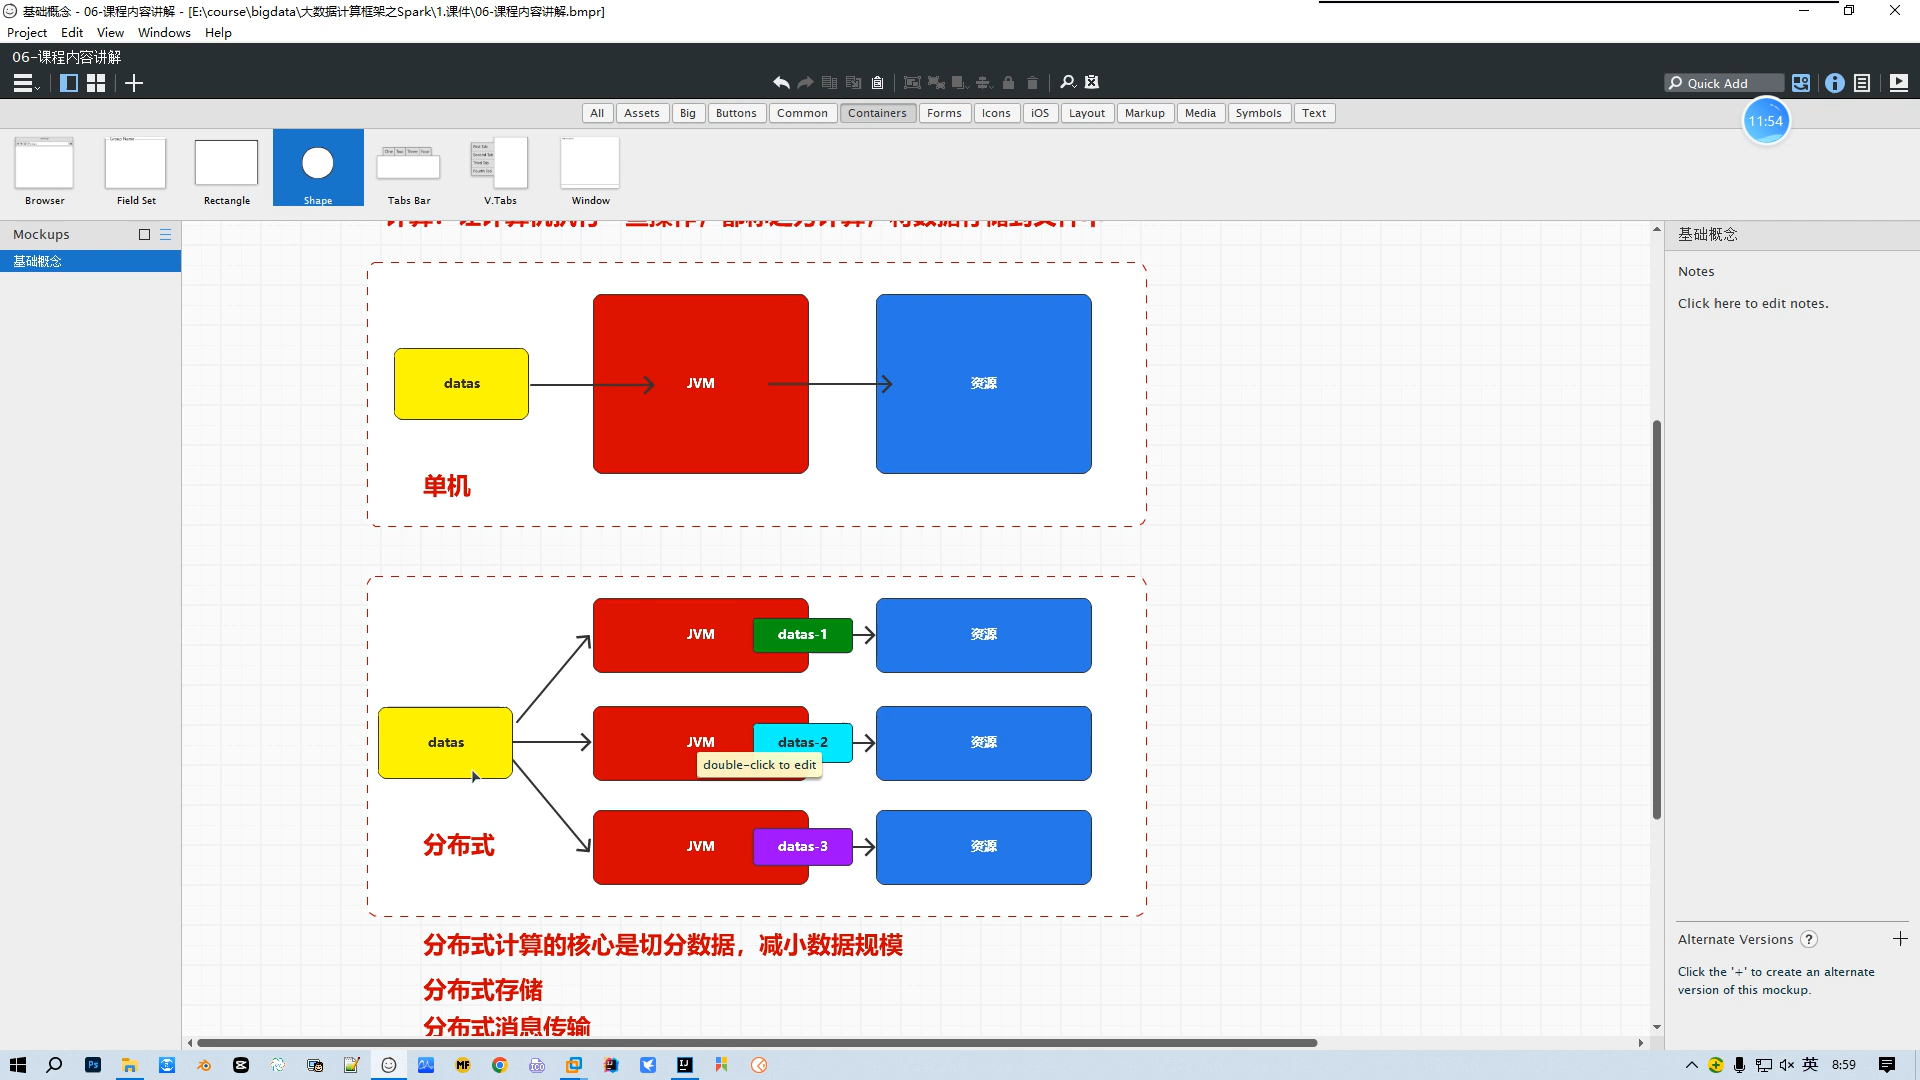 基础概念 - 06-课程内容讲解 - [E:\course\bigdata\大数据计算框架之Spark\1.课件\06-课程内容讲解.bmpr]
Project Edit View Windows Help
06-课程内容讲解
Quick Add
All Assets Big Buttons Common Containers Forms Icons iOS Layout Markup Media Symbols Text
11:54
Browser Field Set Rectangle Shape Tabs Bar V.Tabs Window
Mockups
基础概念
基础概念
Notes
Click here to edit notes.
datas
JVM
资源
单机
JVM
datas-1
资源
datas
JVM
datas-2
资源
double-click to edit
JVM
datas-3
资源
分布式
分布式计算的核心是切分数据，减小数据规模
分布式存储
分布式消息传输
Alternate Versions ?
Click the '+' to create an alternate
version of this mockup.
英 8:59